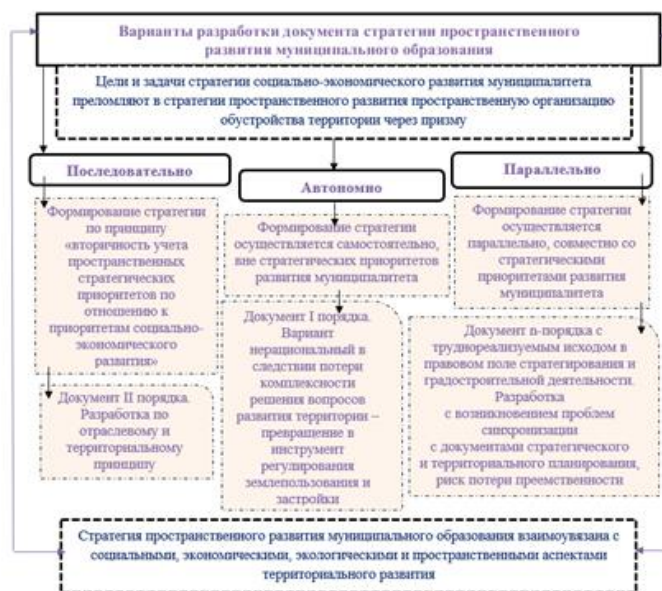 Варианты разработки документа стратегии пространственного
развития муниципального образования
Цели и задачи стратегии социально-экономического развития муниципалитета
преломляют в стратегии пространственного развития пространственную организацию
обустройства территории через призму
Последовательно
Автономно
Параллельно
Формирование стратегии
по принципу
«вторичность учета
пространственных
стратегических
приоритетов по
отношению к
приоритетам социально-
экономического
развития»
Документ II порядка.
Разработка по
отраслевому и
территориальному
принципу
Формирование стратегии
осуществляется самостоятельно,
вне стратегических приоритетов
развития муниципалитета
Документ I порядка.
Вариант
нерациональный в
следствии потери
комплексности
решения вопросов
развития территории –
превращение в
инструмент
регулирования
землепользования и
застройки
Формирование стратегии
осуществляется
параллельно, совместно со
стратегическими
приоритетами развития
муниципалитета
Документ n-порядка с
труднореализуемым исходом в
правовом поле стратегирования и
градостроительной деятельности.
Разработка
с возникновением проблем
синхронизации
с документами стратегического
и территориального планирования,
риск потери преемственности
Стратегия пространственного развития муниципального образования взаимоувязана с
социальными, экономическими, экологическими и пространственными аспектами
территориального развития